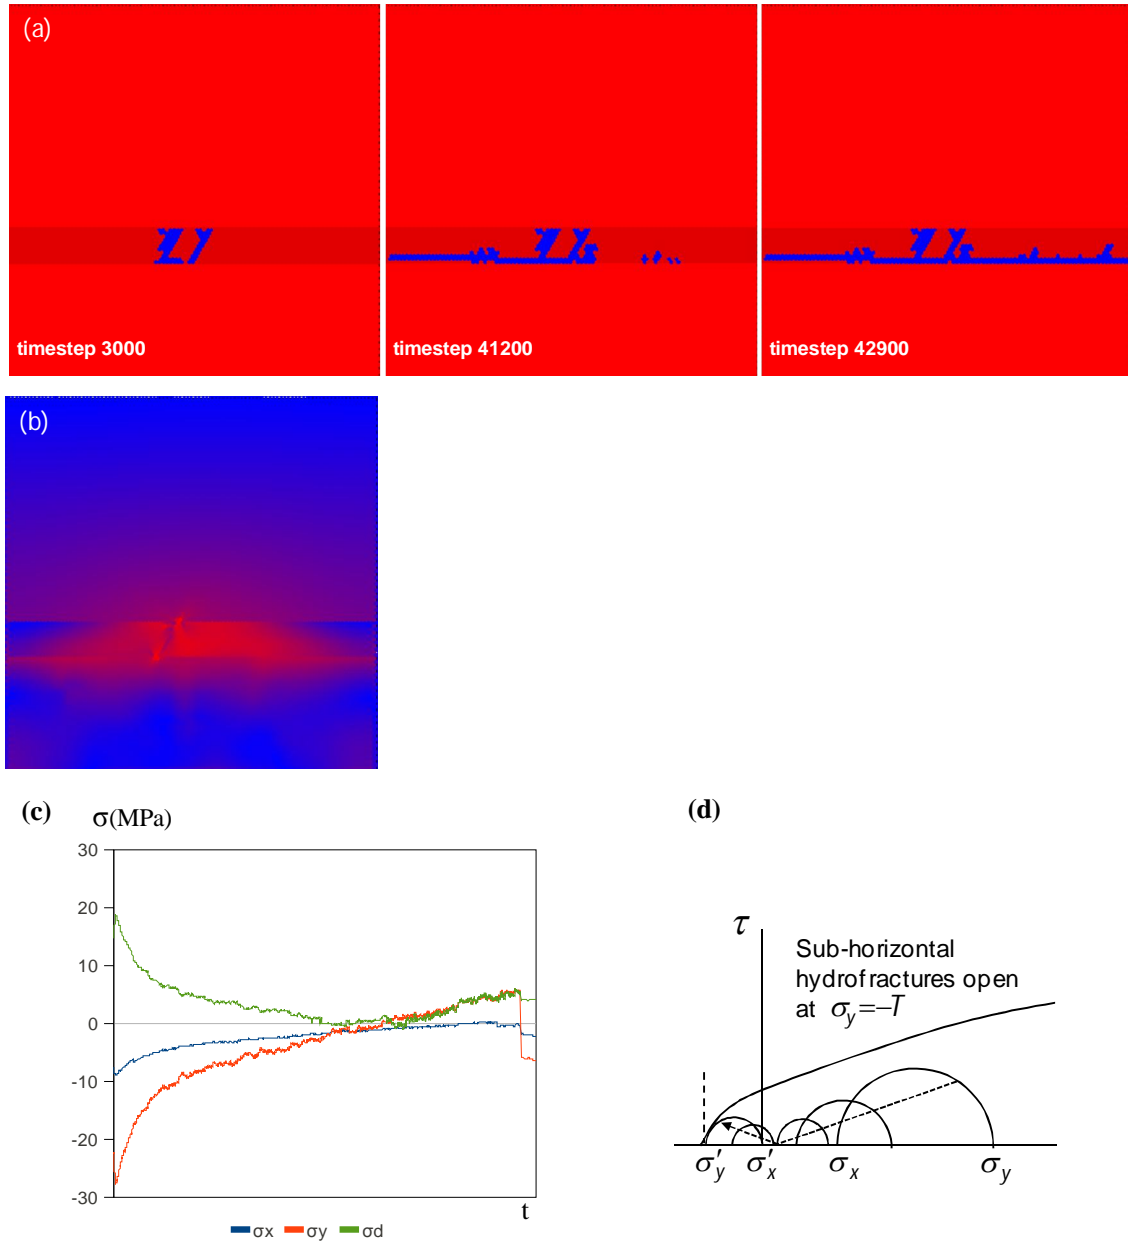 (a)
timestep 3000
timestep 41200
timestep 42900
(b)
(c)
σ(MPa)
30
20
10
0
-10
-20
-30
t
σx σy σd
(d)
τ
Sub-horizontal
hydrofractures open
at σy=–T
σ′y σ′x σx σy